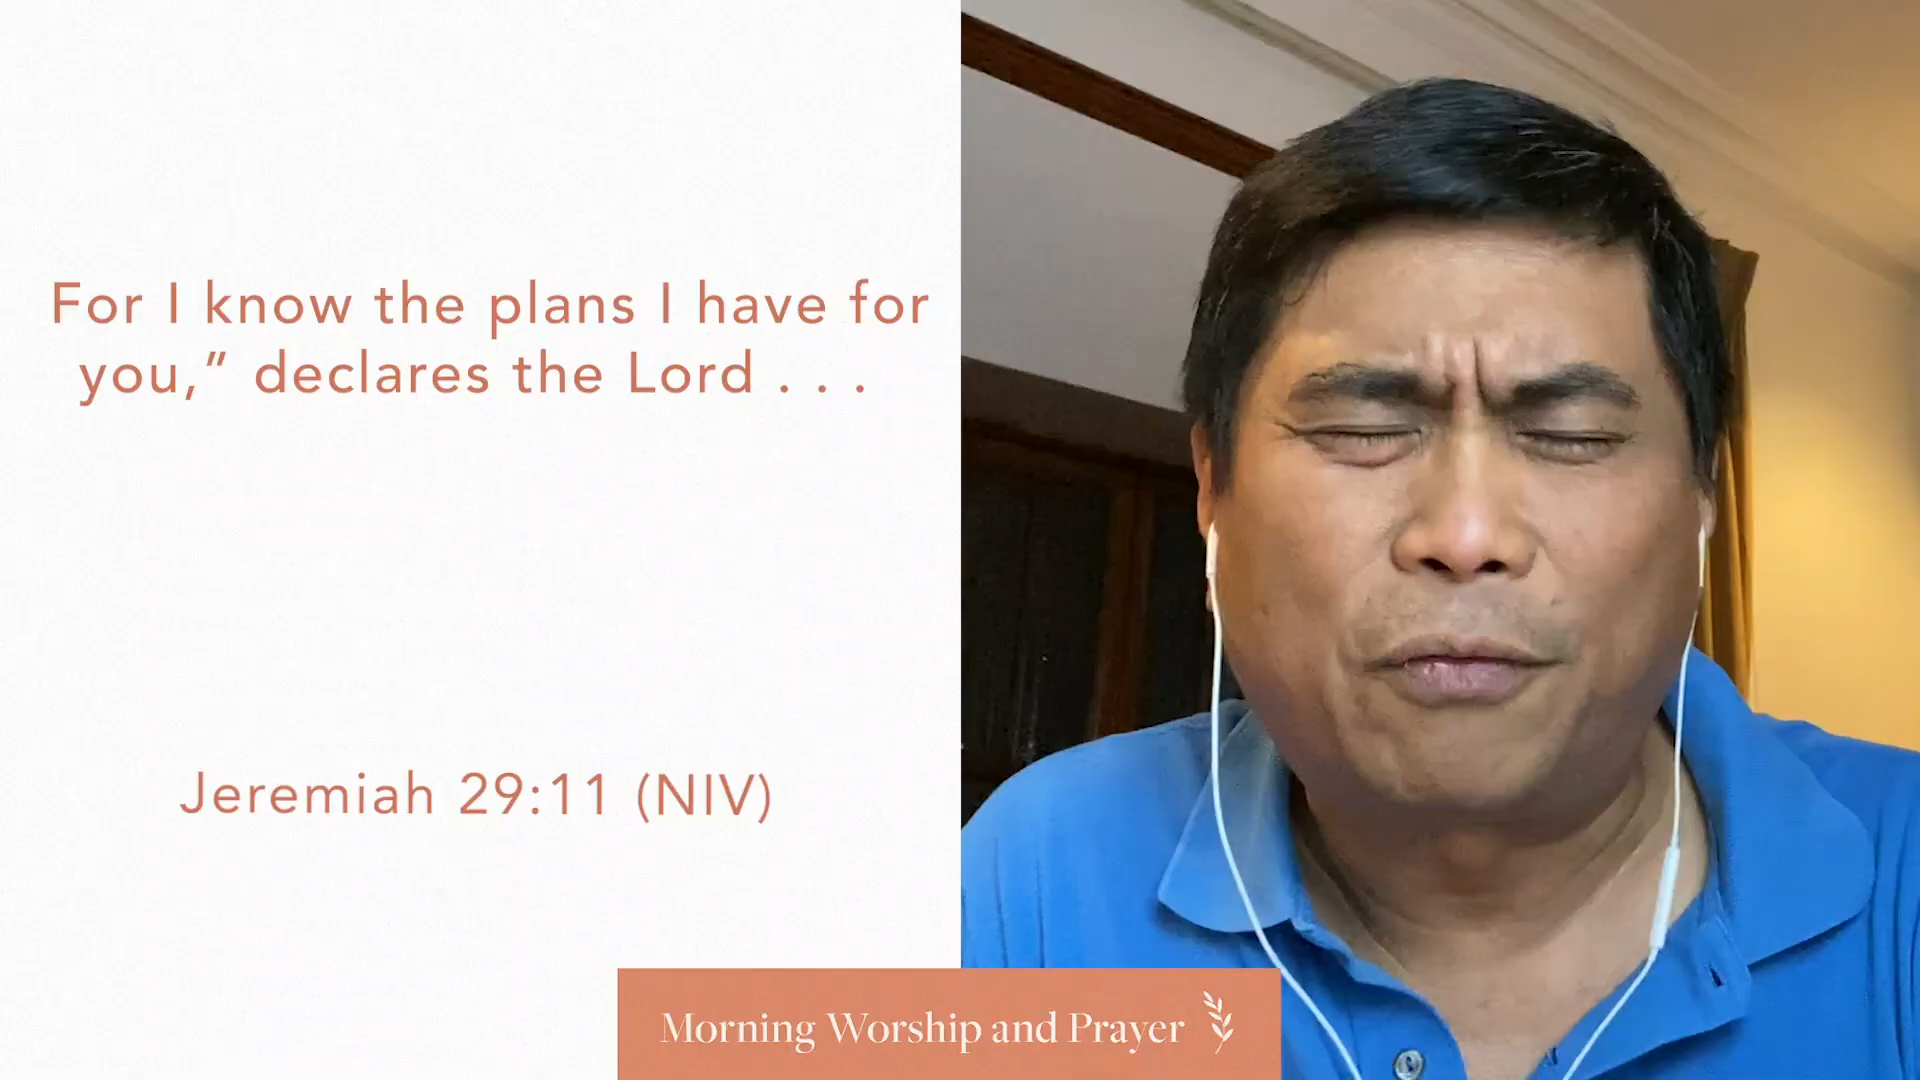 For I know the plans I have for
you,” declares the Lord . . .
Jeremiah 29:11 (NIV)
Morning Worship and Prayer